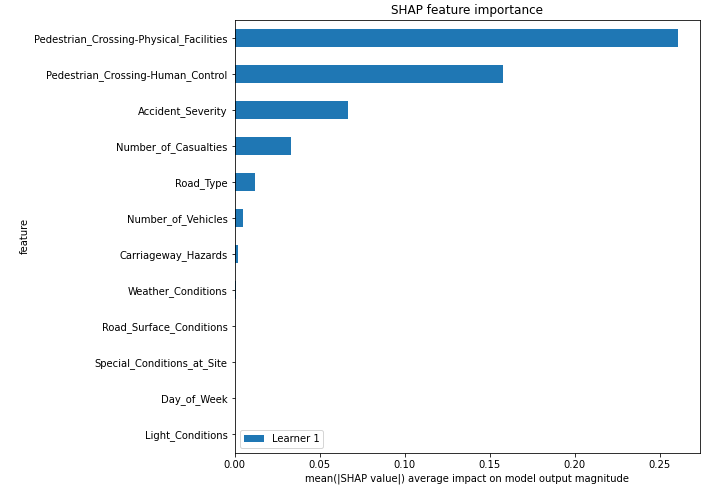 SHAP feature importance
Pedestrian_Crossing-Physical_Facilities
Pedestrian_Crossing-Human_Control
Accident_Severity
Number_of_Casualties
Road_Type
Number_of_Vehicles
Carriageway_Hazards
Weather_Conditions
Road_Surface_Conditions
Special_Conditions_at_Site
Day_of_Week
Light_Conditions
feature
Learner 1
0.00 0.05 0.10 0.15 0.20 0.25
mean(|SHAP value|) average impact on model output magnitude